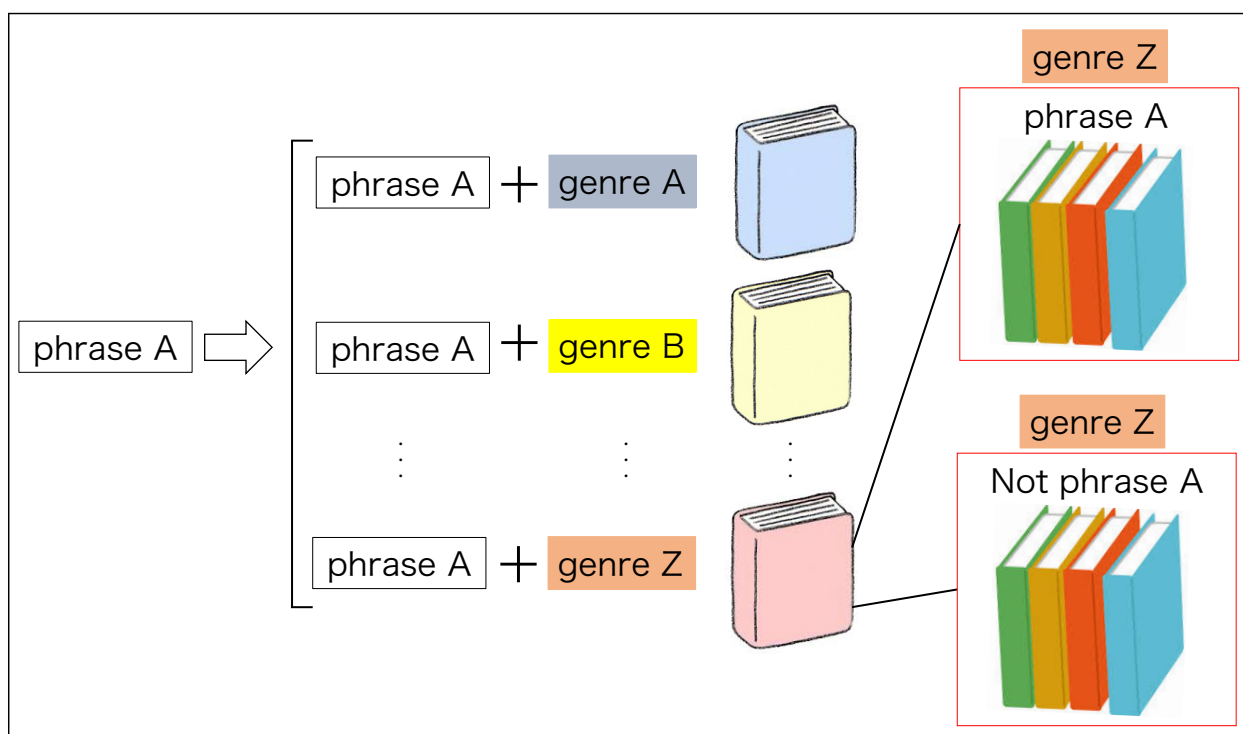 phrase A
phrase A + genre A
phrase A + genre B
⋮ ⋮ ⋮
phrase A + genre Z
genre Z
phrase A
genre Z
Not phrase A